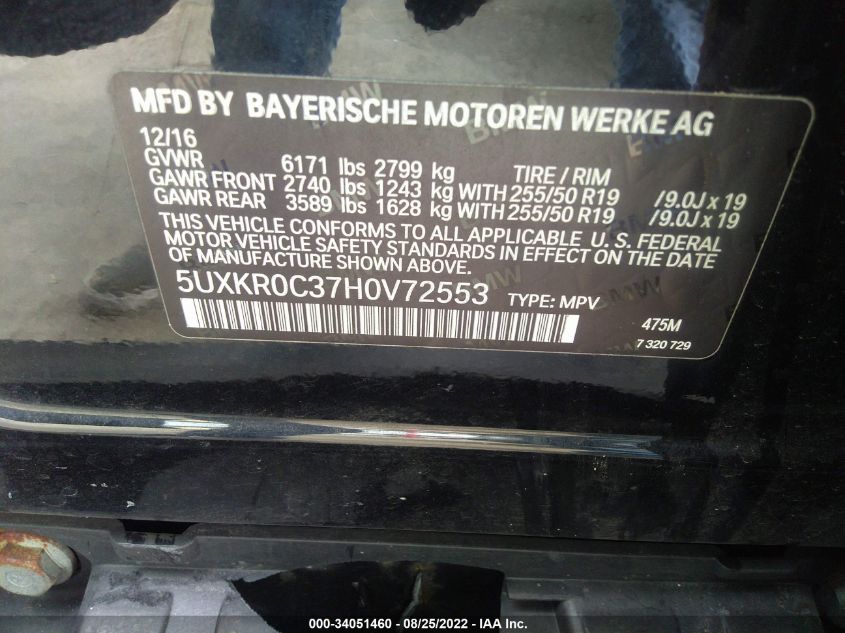 MFD BY BAYERISCHE MOTOREN WERKE AG
12/16
GVWR 6171 lbs 2799 kg TIRE / RIM
GAWR FRONT 2740 lbs 1243 kg WITH 255/50 R19 /9.0J x 19
GAWR REAR 3589 lbs 1628 kg WITH 255/50 R19 /9.0J x 19
THIS VEHICLE CONFORMS TO ALL APPLICABLE U. S. FEDERAL
MOTOR VEHICLE SAFETY STANDARDS IN EFFECT ON THE DATE
OF MANUFACTURE SHOWN ABOVE.
5UXKR0C37H0V72553 TYPE: MPV
475M
7 320 729
000-34051460 - 08/25/2022 - IAA Inc.